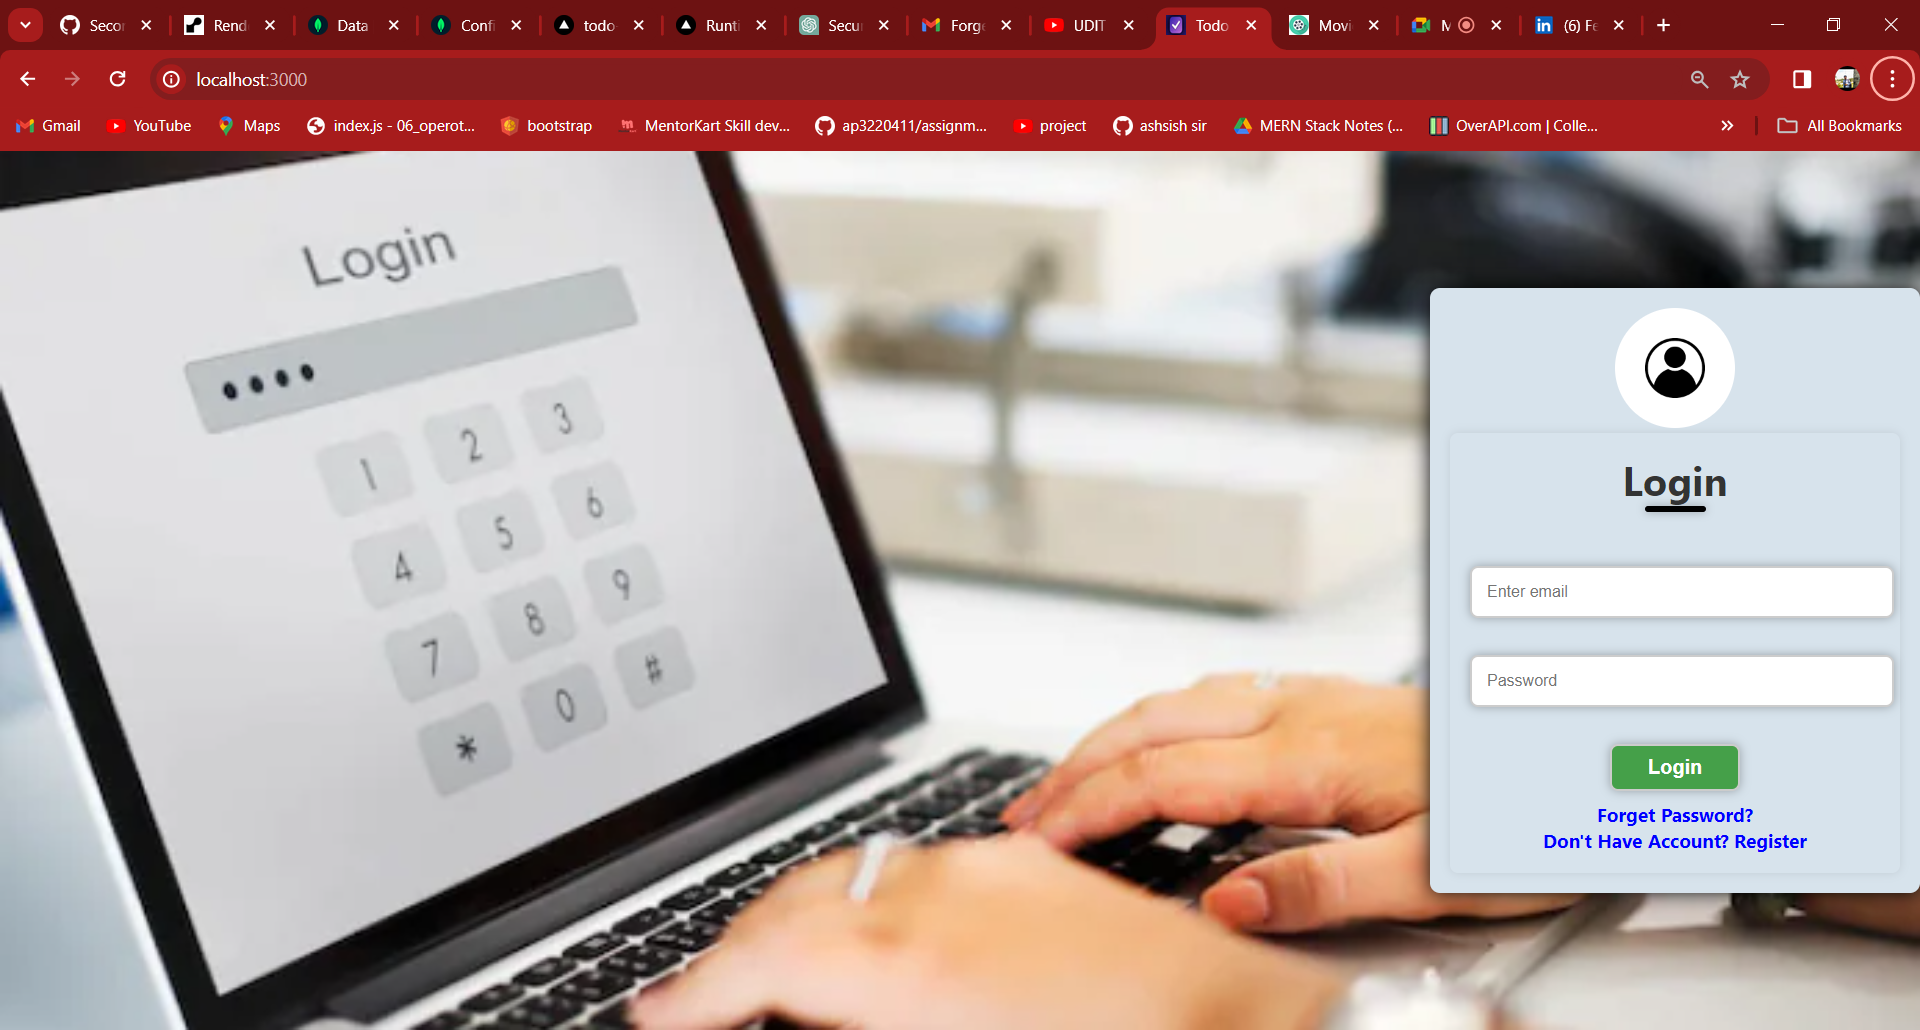 Secon
Rend
Data
Confi
todo-
Runti
Secu
Forge
UDIT
Todo
Movi
M
(6) Fe
localhost:3000
Gmail
YouTube
Maps
index.js - 06_operot...
bootstrap
MentorKart Skill dev...
ap3220411/assignm...
project
ashsish sir
MERN Stack Notes (...
OverAPI.com | Colle...
All Bookmarks
Login
1 2 3
4 5 6
7 8 9
* 0 #
Login
Enter email
Password
Login
Forget Password?
Don't Have Account? Register